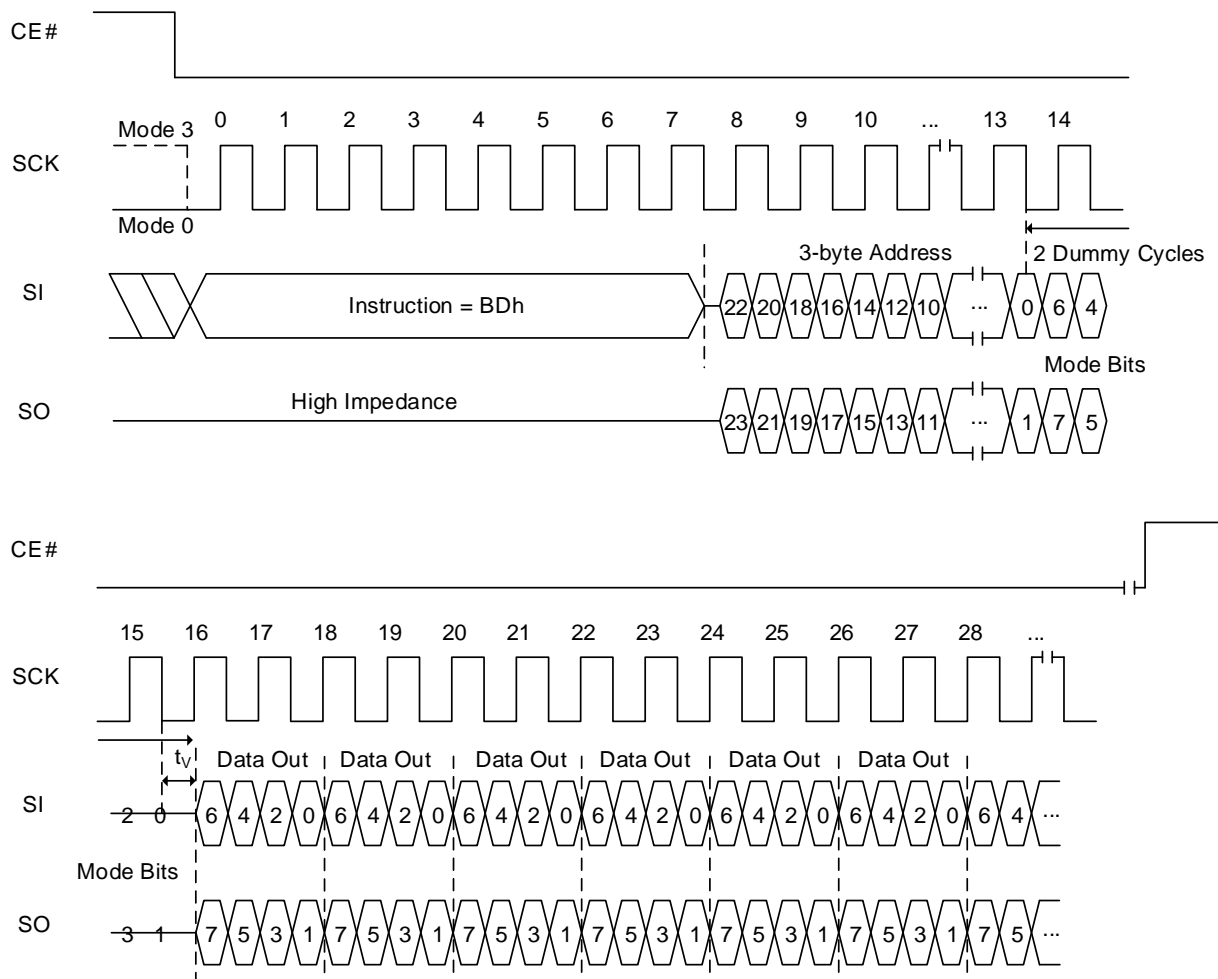 CE#
0 1 2 3 4 5 6 7 8 9 10 ... 13 14
Mode 3
SCK
Mode 0
3-byte Address 2 Dummy Cycles
SI
Instruction = BDh
22 20 18 16 14 12 10 ... 0 6 4
Mode Bits
SO
High Impedance
23 21 19 17 15 13 11 ... 1 7 5
CE#
15 16 17 18 19 20 21 22 23 24 25 26 27 28 ...
SCK
tV Data Out Data Out Data Out Data Out Data Out Data Out
SI
2 0 6 4 2 0 6 4 2 0 6 4 2 0 6 4 2 0 6 4 2 0 6 4 2 0 6 4 ...
Mode Bits
SO
3 1 7 5 3 1 7 5 3 1 7 5 3 1 7 5 3 1 7 5 3 1 7 5 3 1 7 5 ...